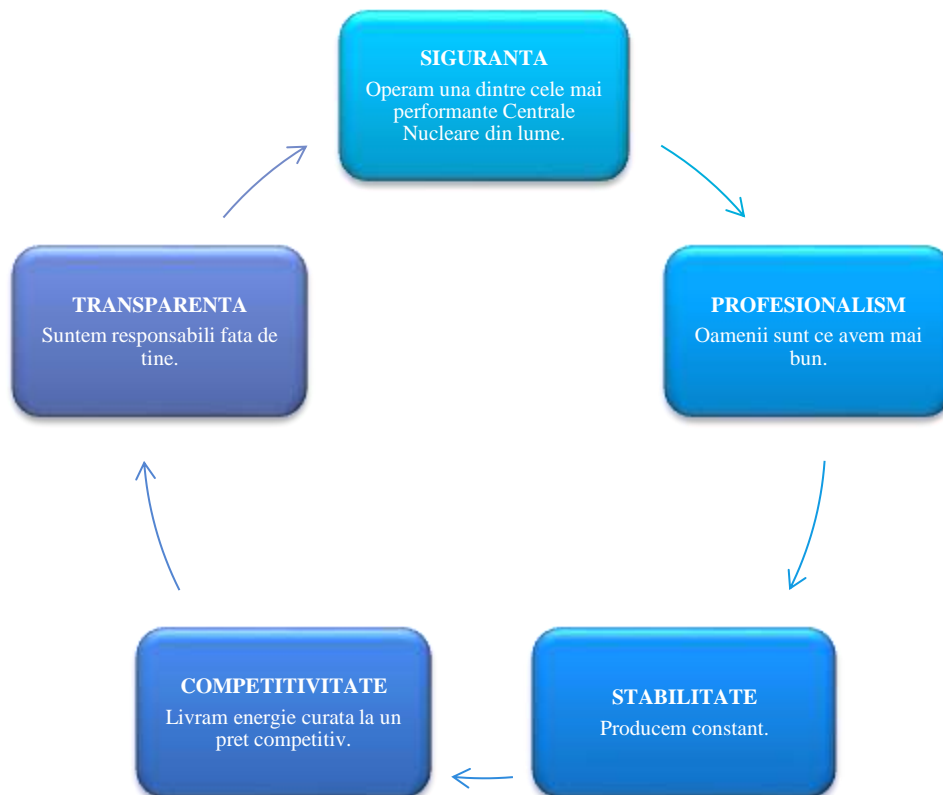 SIGURANTA
Operam una dintre cele mai
performante Centrale
Nucleare din lume.
PROFESIONALISM
Oamenii sunt ce avem mai
bun.
STABILITATE
Producem constant.
COMPETITIVITATE
Livram energie curata la un
pret competitiv.
TRANSPARENTA
Suntem responsabili fata de
tine.